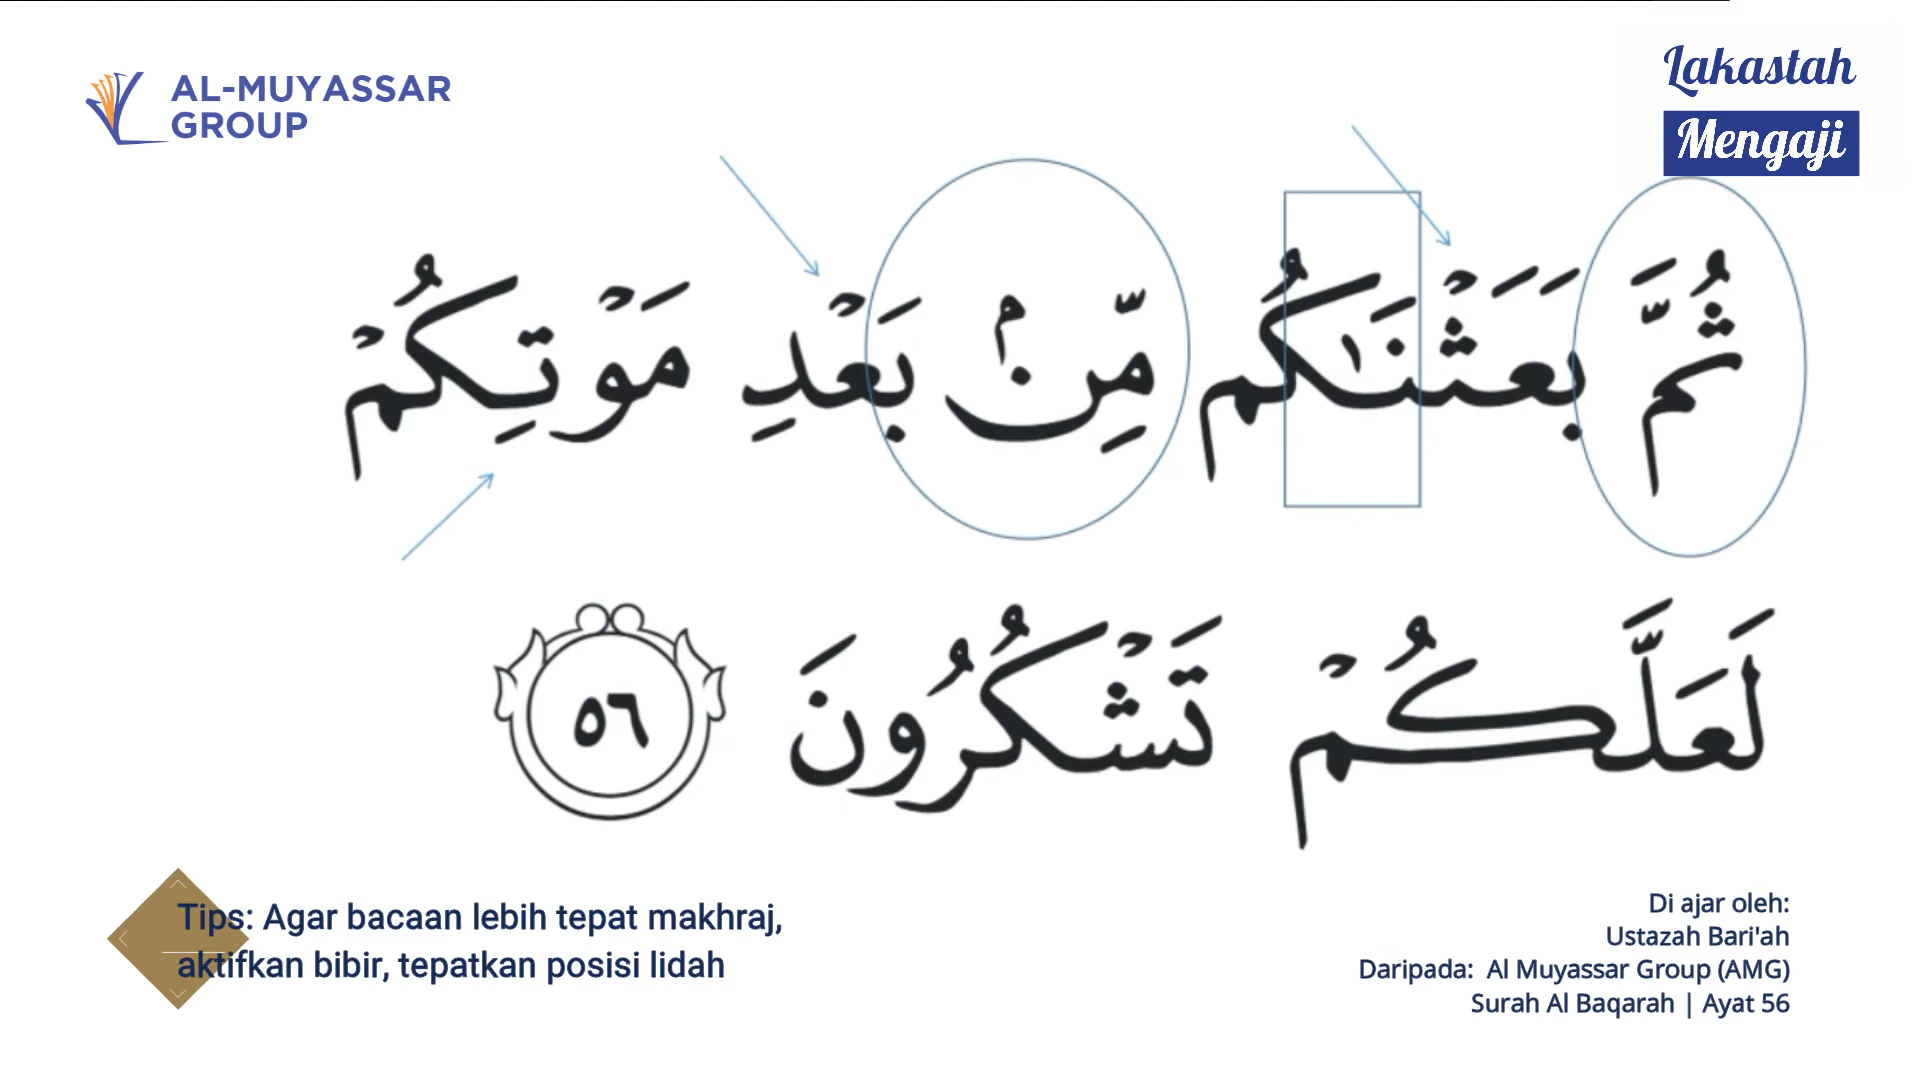 AL-MUYASSAR
GROUP
Lakastah
Mengaji
ثُمَّ بَعَثْنَٰكُم مِّنۢ بَعْدِ مَوْتِكُمْ
لَعَلَّكُمْ تَشْكُرُونَ ٥٦
Tips: Agar bacaan lebih tepat makhraj,
aktifkan bibir, tepatkan posisi lidah
Di ajar oleh:
Ustazah Bari'ah
Daripada: Al Muyassar Group (AMG)
Surah Al Baqarah | Ayat 56